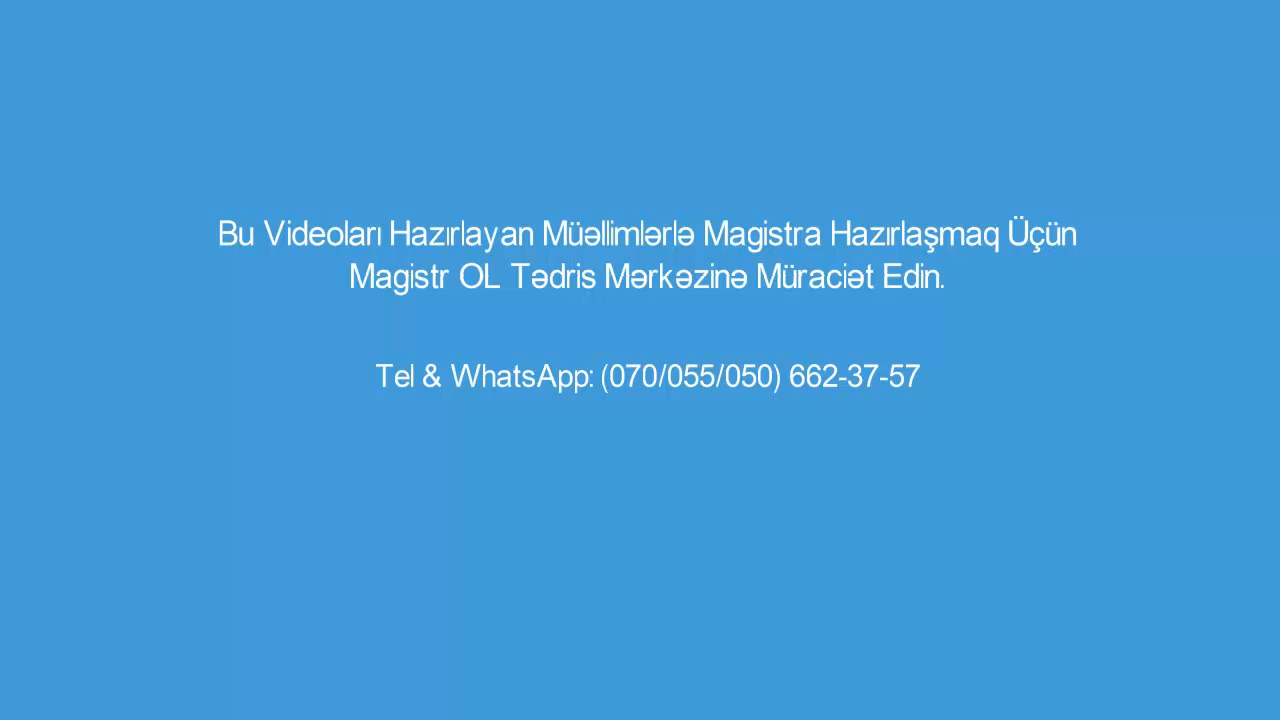 Bu Videoları Hazırlayan Müəllimlərlə Magistra Hazırlaşmaq Üçün
Magistr OL Tədris Mərkəzinə Müraciət Edin.
Tel & WhatsApp: (070/055/050) 662-37-57